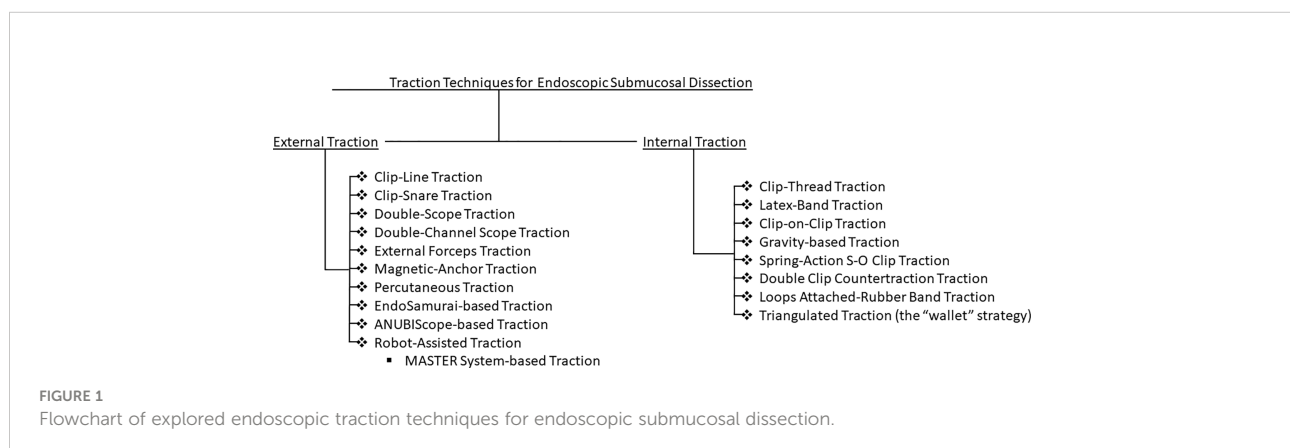 Traction Techniques for Endoscopic Submucosal Dissection
External Traction
Internal Traction
❖ Clip-Line Traction
❖ Clip-Snare Traction
❖ Double-Scope Traction
❖ Double-Channel Scope Traction
❖ External Forceps Traction
❖ Magnetic-Anchor Traction
❖ Percutaneous Traction
❖ EndoSamurai-based Traction
❖ ANUBIScope-based Traction
❖ Robot-Assisted Traction
▪ MASTER System-based Traction
❖ Clip-Thread Traction
❖ Latex-Band Traction
❖ Clip-on-Clip Traction
❖ Gravity-based Traction
❖ Spring-Action S-O Clip Traction
❖ Double Clip Countertraction Traction
❖ Loops Attached-Rubber Band Traction
❖ Triangulated Traction (the “wallet” strategy)
FIGURE 1
Flowchart of explored endoscopic traction techniques for endoscopic submucosal dissection.